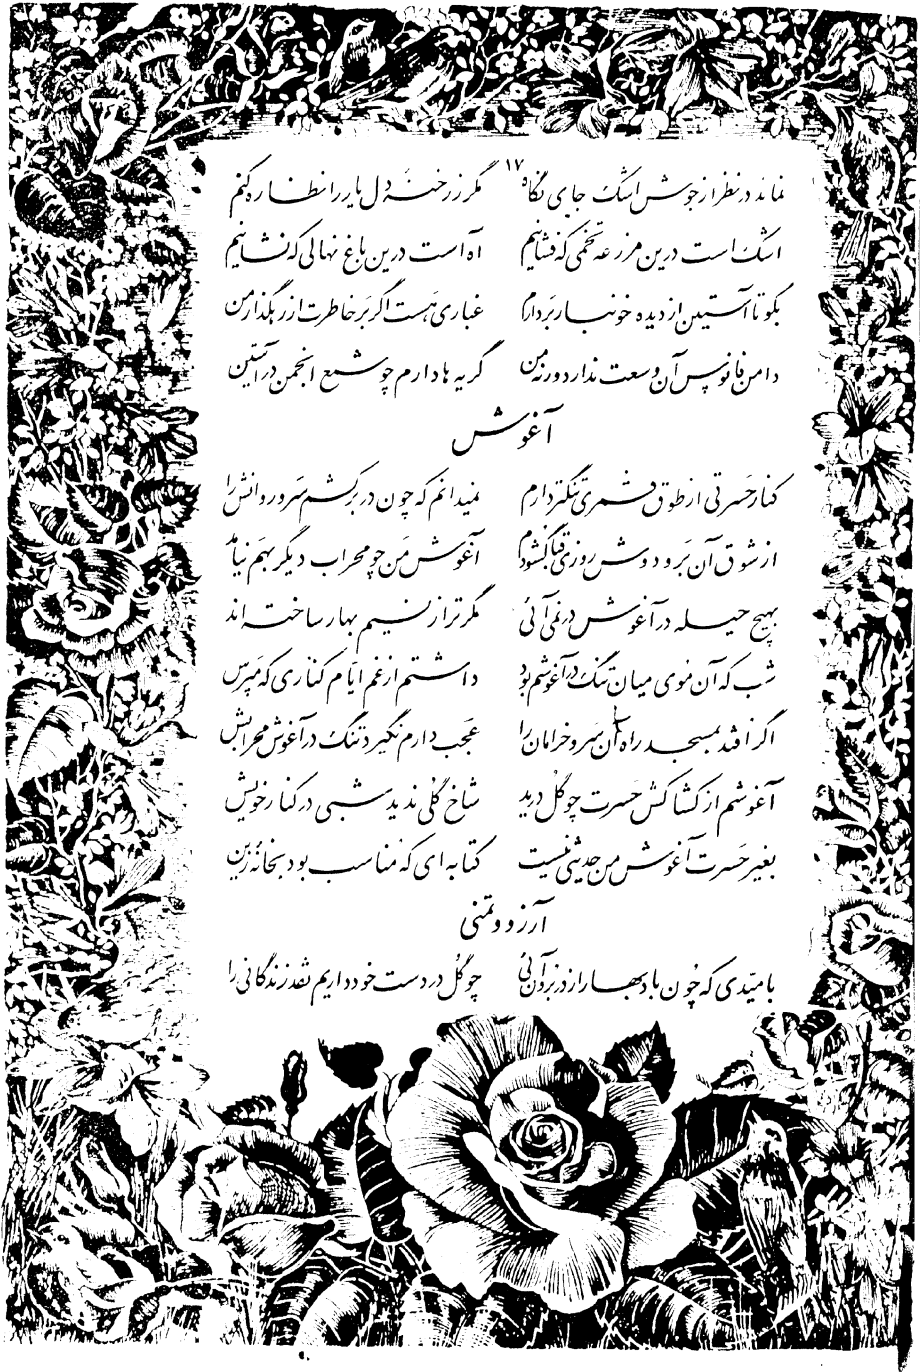 ۱۷
نماند در نظر از جوش اشک جای نگاه مگر ز رخنهٔ دل یار را نظاره کنم
اشک است درین مزرعه تخمی که فشانیم آه است درین باغ نهالی که نشانیم
بگو تا آستین از دیده خونبار بردارم غباری هست اگر بر خاطرت از رهگذار من
دامن فانوس آن وسعت ندارد ورنه من گریه ها دارم چو شمع انجمن در آستین
آغوش
کنار حسرتی از طوق قمری تنگتر دارم نمیدانم که چون در بر کشم سرو روانش را
از شوق آن بر و دوش روزی قبا گشودم آغوش من چو محراب دیگر بهم نیامد
بهیچ حیله در آغوش در نمی آئی مگر ترا ز نسیم بهار ساخته اند
شب که آن موی میان تنگ در آغوشم بود داشتم از غم ایام کناری که مپرس
اگر افتد بمسجد راه آن سرو خرامان را عجب دارم نگیرد تنگ در آغوش محرابش
آغوشم از کشاکش حسرت چو گل درید شاخ گلی ندید شبی در کنار خویش
بغیر حسرت آغوش من حدیثی نیست کتابه ای که مناسب بود بخانه زین
آرزو و تمنی
بامیّدی که چون باد بهار از در برون آئی چو گل در دست خود داریم نقد زندگانی را